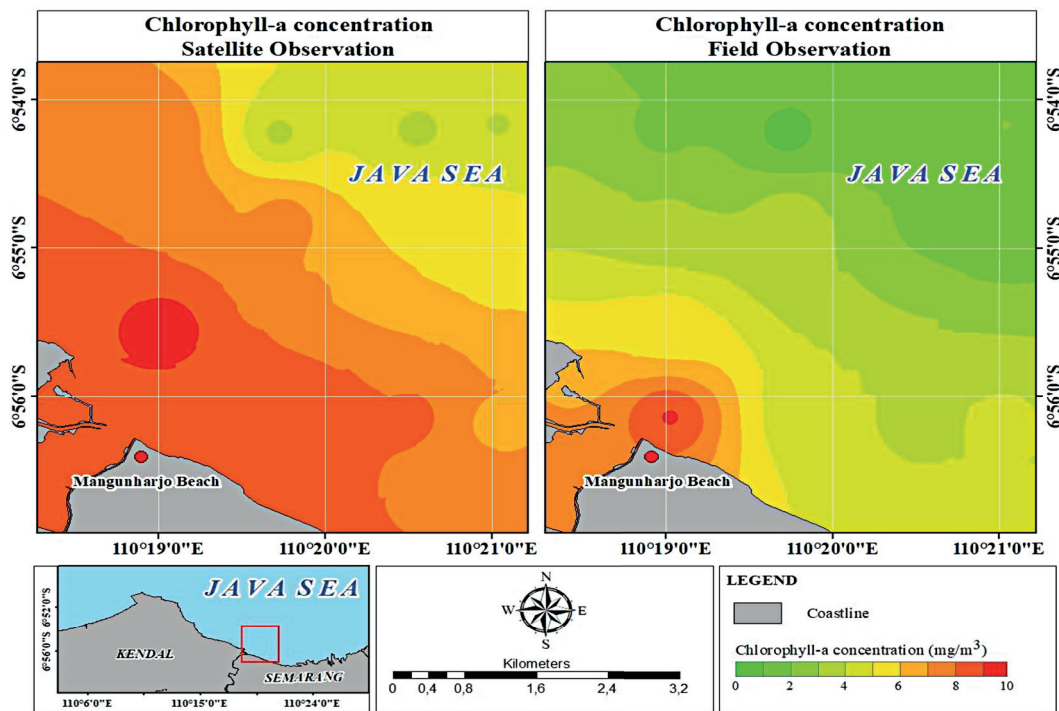 Chlorophyll-a concentration
Satellite Observation
Chlorophyll-a concentration
Field Observation
6°54'0"S
6°55'0"S
6°56'0"S
JAVA SEA
Mangunharjo Beach
110°19'0"E
110°20'0"E
110°21'0"E
JAVA SEA
Mangunharjo Beach
6°54'0"S
6°55'0"S
6°56'0"S
110°19'0"E
110°20'0"E
110°21'0"E
6°52'0"S
6°56'0"S
JAVA SEA
KENDAL
SEMARANG
110°6'0"E
110°15'0"E
110°24'0"E
N
W
E
S
Kilometers
0
0,4
0,8
1,6
2,4
3,2
LEGEND
Coastline
Chlorophyll-a concentration (mg/m³)
0
2
4
6
8
10